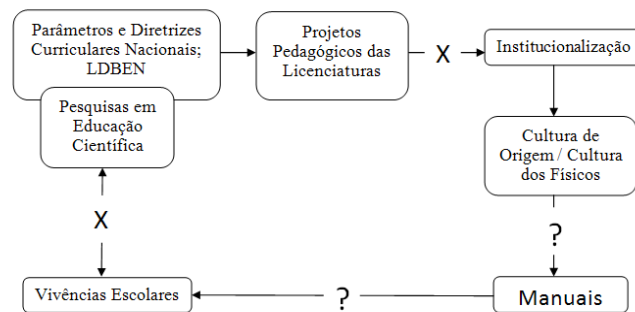 Parâmetros e Diretrizes
Curriculares Nacionais;
LDBEN
Projetos
Pedagógicos das
Licenciaturas
X
Institucionalização
Pesquisas em
Educação
Científica
Cultura de
Origem / Cultura
dos Físicos
X
?
Vivências Escolares
?
Manuais